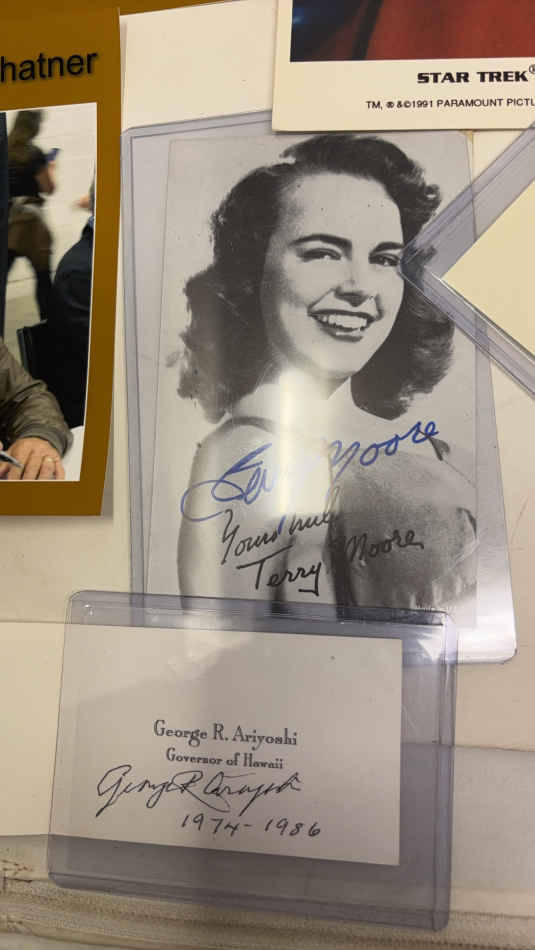 hatner
STAR TREK®
TM, ® &©1991 PARAMOUNT PICTU
Terry Moore
Yours truly
Terry Moore
George R. Ariyoshi
Governor of Hawaii
George R Ariyoshi
1974-1986